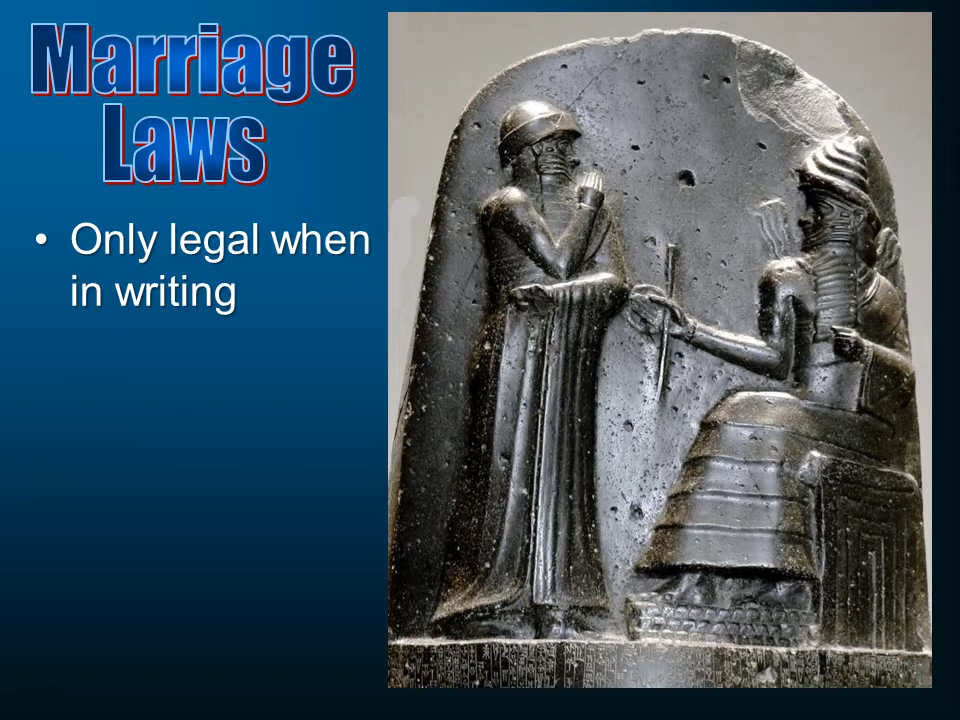 Marriage
Laws
• Only legal when
in writing